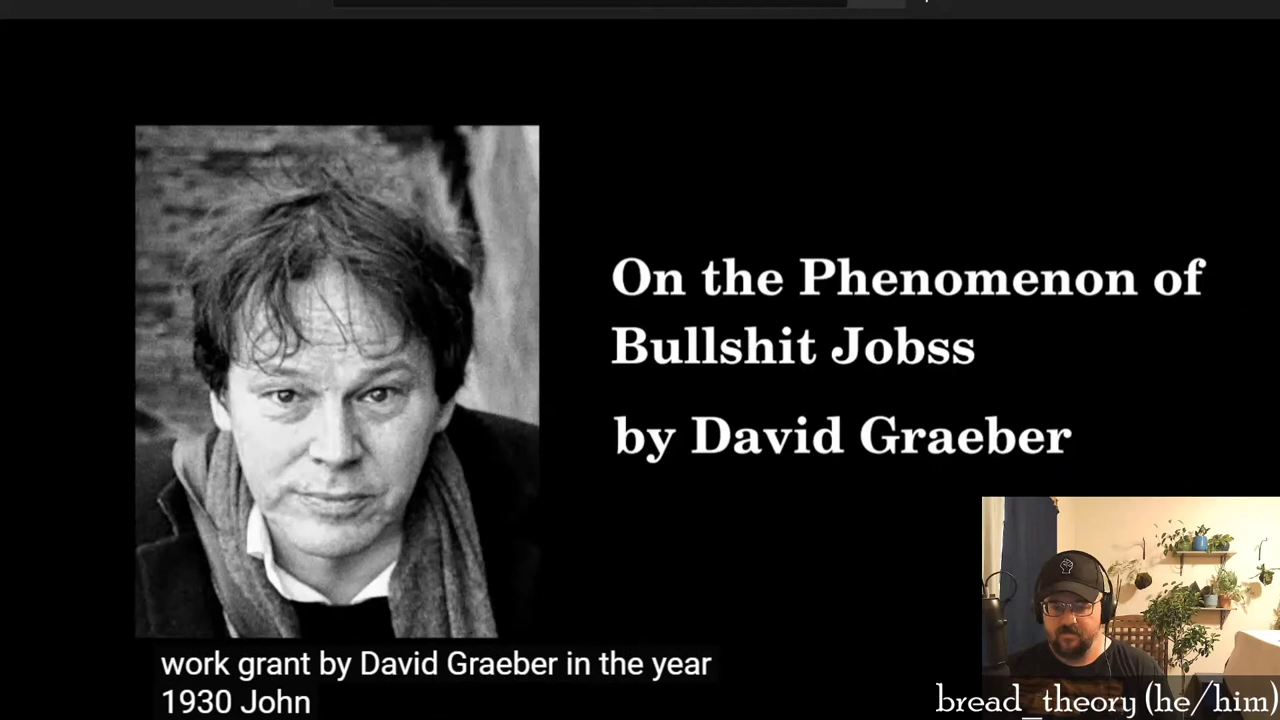 On the Phenomenon of
Bullshit Jobss
by David Graeber
work grant by David Graeber in the year
1930 John
bread_theory (he/him)